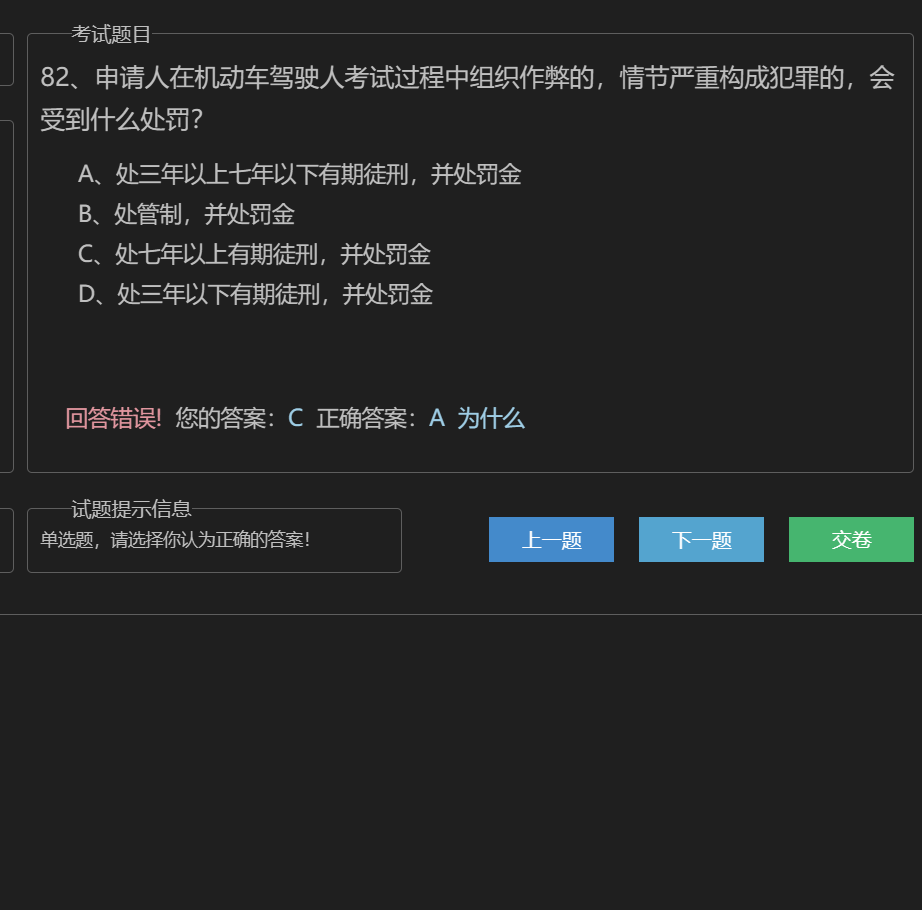 考试题目
82、申请人在机动车驾驶人考试过程中组织作弊的，情节严重构成犯罪的，会
受到什么处罚？
A、处三年以上七年以下有期徒刑，并处罚金
B、处管制，并处罚金
C、处七年以上有期徒刑，并处罚金
D、处三年以下有期徒刑，并处罚金
回答错误! 您的答案：C 正确答案：A 为什么
试题提示信息
单选题，请选择你认为正确的答案！
上一题 下一题 交卷